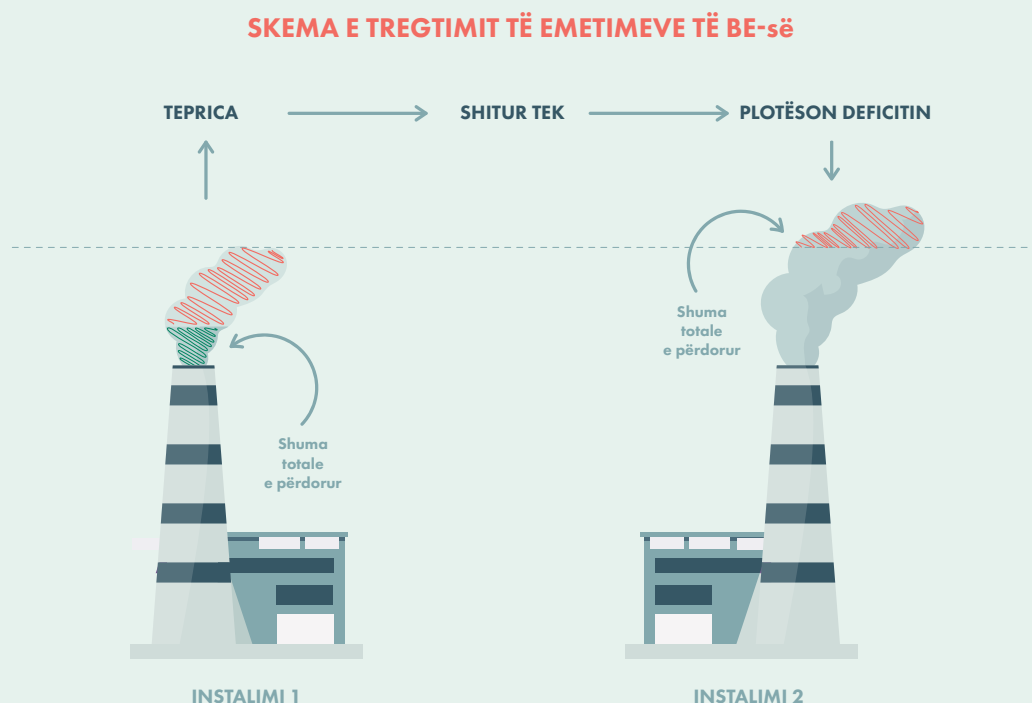 SKEMA E TREGTIMIT TË EMETIMEVE TË BE-së
TEPRICA
SHITUR TEK
PLOTËSON DEFICITIN
Shuma
totale
e përdorur
Shuma
totale
e përdorur
INSTALIMI 1
INSTALIMI 2